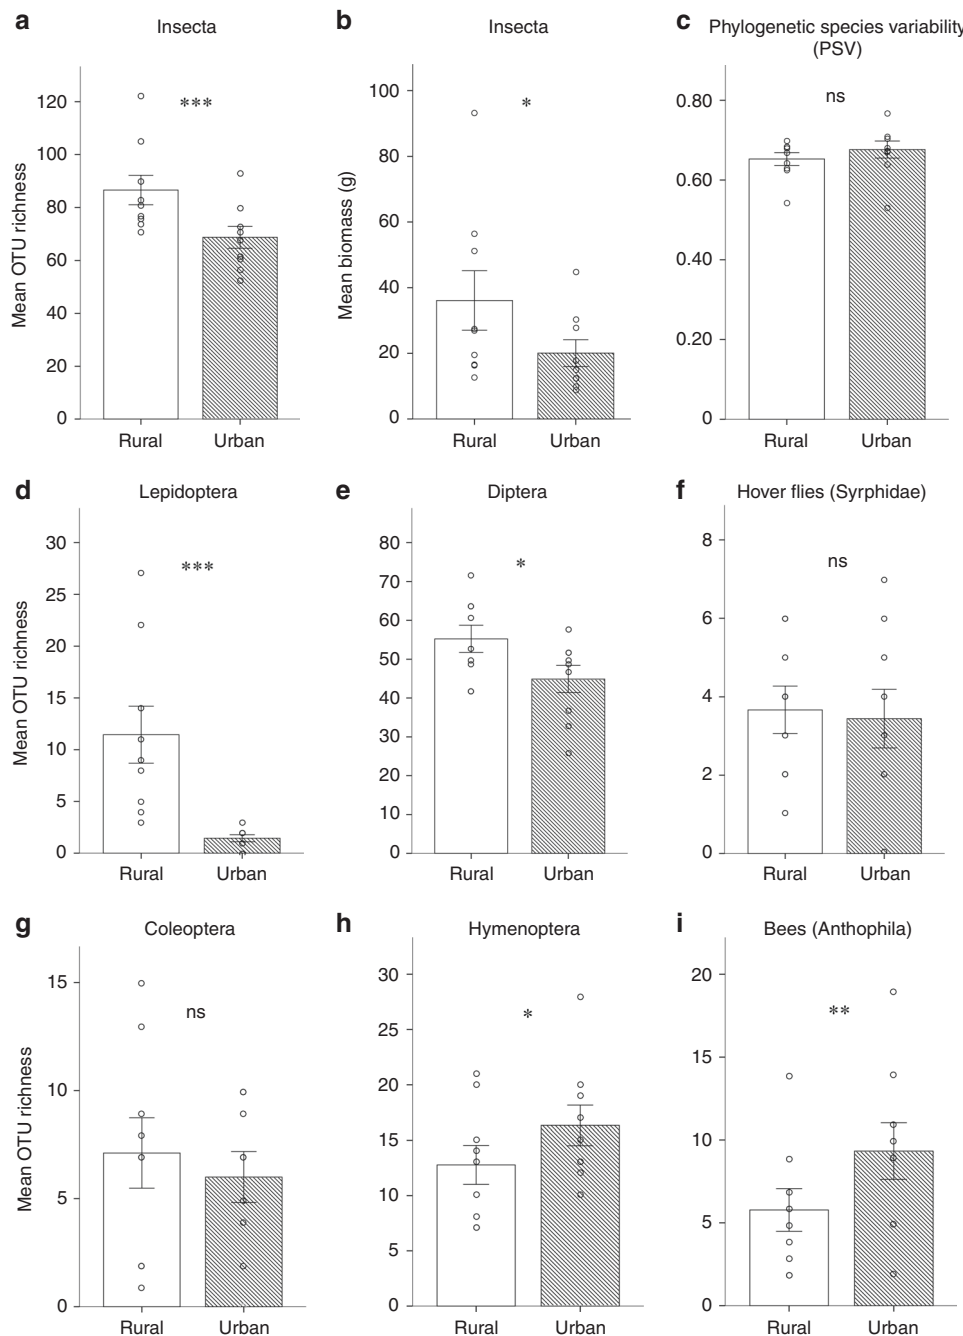 a Insecta
***
Mean OTU richness
120
100
80
60
40
20
0
Rural Urban
b Insecta
*
Mean biomass (g)
100
80
60
40
20
0
Rural Urban
c Phylogenetic species variability
(PSV)
ns
0.80
0.60
0.40
0.20
0
Rural Urban
d Lepidoptera
***
Mean OTU richness
30
25
20
15
10
5
0
Rural Urban
e Diptera
*
80
70
60
50
40
30
20
10
0
Rural Urban
f Hover flies (Syrphidae)
ns
8
6
4
2
0
Rural Urban
g Coleoptera
ns
Mean OTU richness
15
10
5
0
Rural Urban
h Hymenoptera
*
30
25
20
15
10
5
0
Rural Urban
i Bees (Anthophila)
**
20
15
10
5
0
Rural Urban